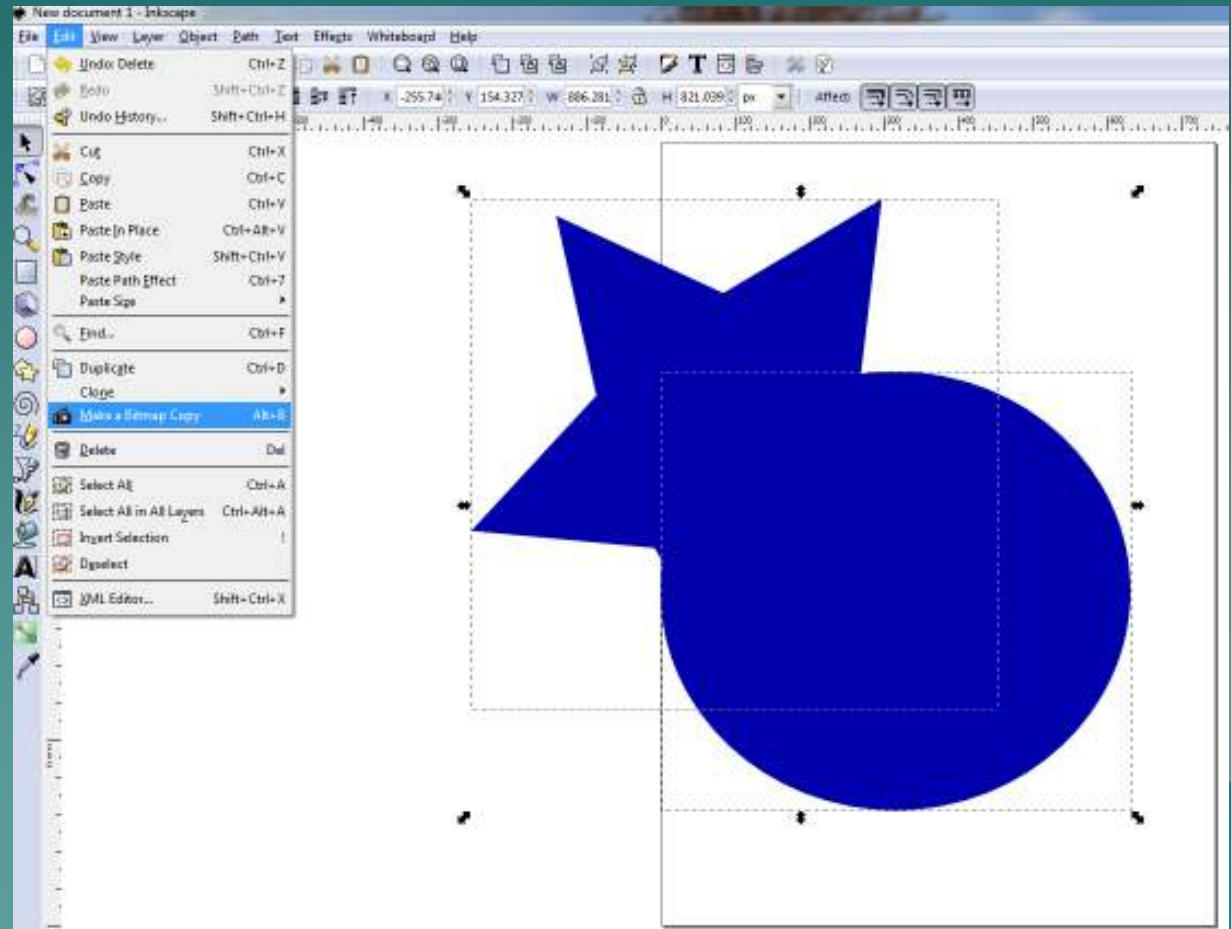 New document 1 - Inkscape
File Edit View Layer Object Path Text Effects Whiteboard Help
Undo: Delete Ctrl+Z
Redo Shift+Ctrl+Z
Undo History... Shift+Ctrl+H
X -255.74 Y 154.327 W 886.281 H 821.039 px Affect:
Cut Ctrl+X
Copy Ctrl+C
Paste Ctrl+V
Paste In Place Ctrl+Alt+V
Paste Style Shift+Ctrl+V
Paste Path Effect Ctrl+7
Paste Size
Find... Ctrl+F
Duplicate Ctrl+D
Clone
Make a Bitmap Copy Alt+B
Delete Del
Select All Ctrl+A
Select All in All Layers Ctrl+Alt+A
Invert Selection !
Deselect
XML Editor... Shift+Ctrl+X